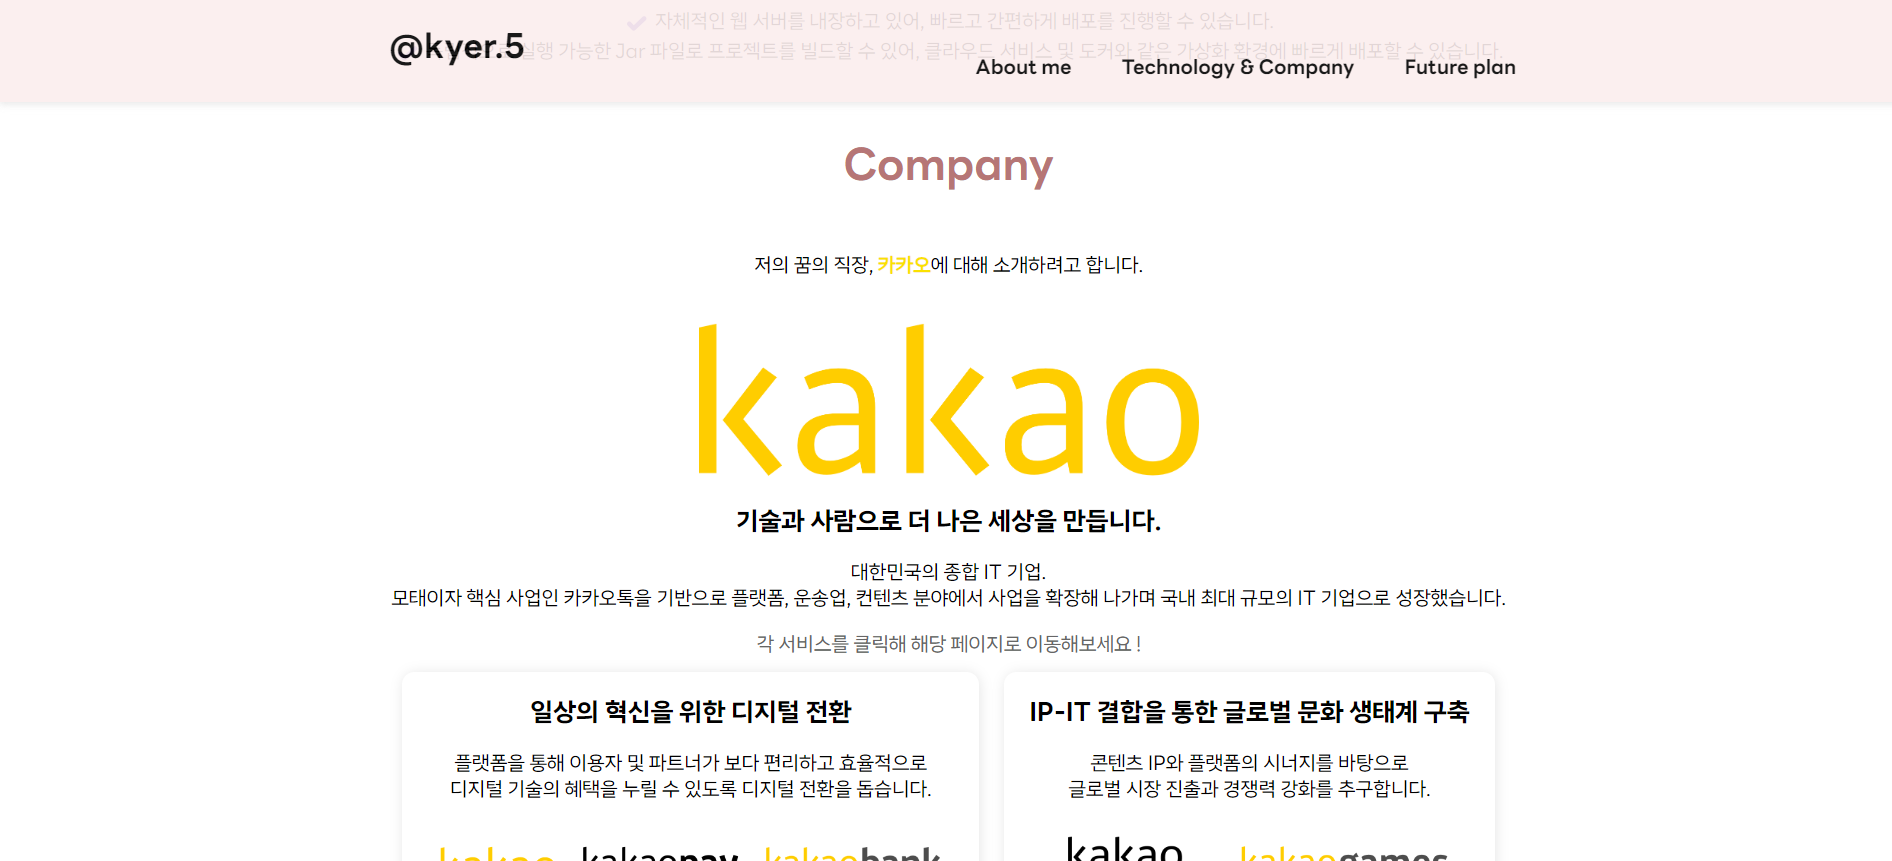 ✔ 자체적인 웹 서버를 내장하고 있어, 빠르고 간편하게 배포를 진행할 수 있습니다.
@kyer.5
실행 가능한 Jar 파일로 프로젝트를 빌드할 수 있어, 클라우드 서비스 및 도커와 같은 가상화 환경에 빠르게 배포할 수 있습니다.
About me Technology & Company Future plan
Company
저의 꿈의 직장, 카카오에 대해 소개하려고 합니다.
kakao
기술과 사람으로 더 나은 세상을 만듭니다.
대한민국의 종합 IT 기업.
모태이자 핵심 사업인 카카오톡을 기반으로 플랫폼, 운송업, 컨텐츠 분야에서 사업을 확장해 나가며 국내 최대 규모의 IT 기업으로 성장했습니다.
각 서비스를 클릭해 해당 페이지로 이동해보세요 !
일상의 혁신을 위한 디지털 전환
플랫폼을 통해 이용자 및 파트너가 보다 편리하고 효율적으로
디지털 기술의 혜택을 누릴 수 있도록 디지털 전환을 돕습니다.
kakao kakaopay kakaobank
IP-IT 결합을 통한 글로벌 문화 생태계 구축
콘텐츠 IP와 플랫폼의 시너지를 바탕으로
글로벌 시장 진출과 경쟁력 강화를 추구합니다.
kakao kakaogames